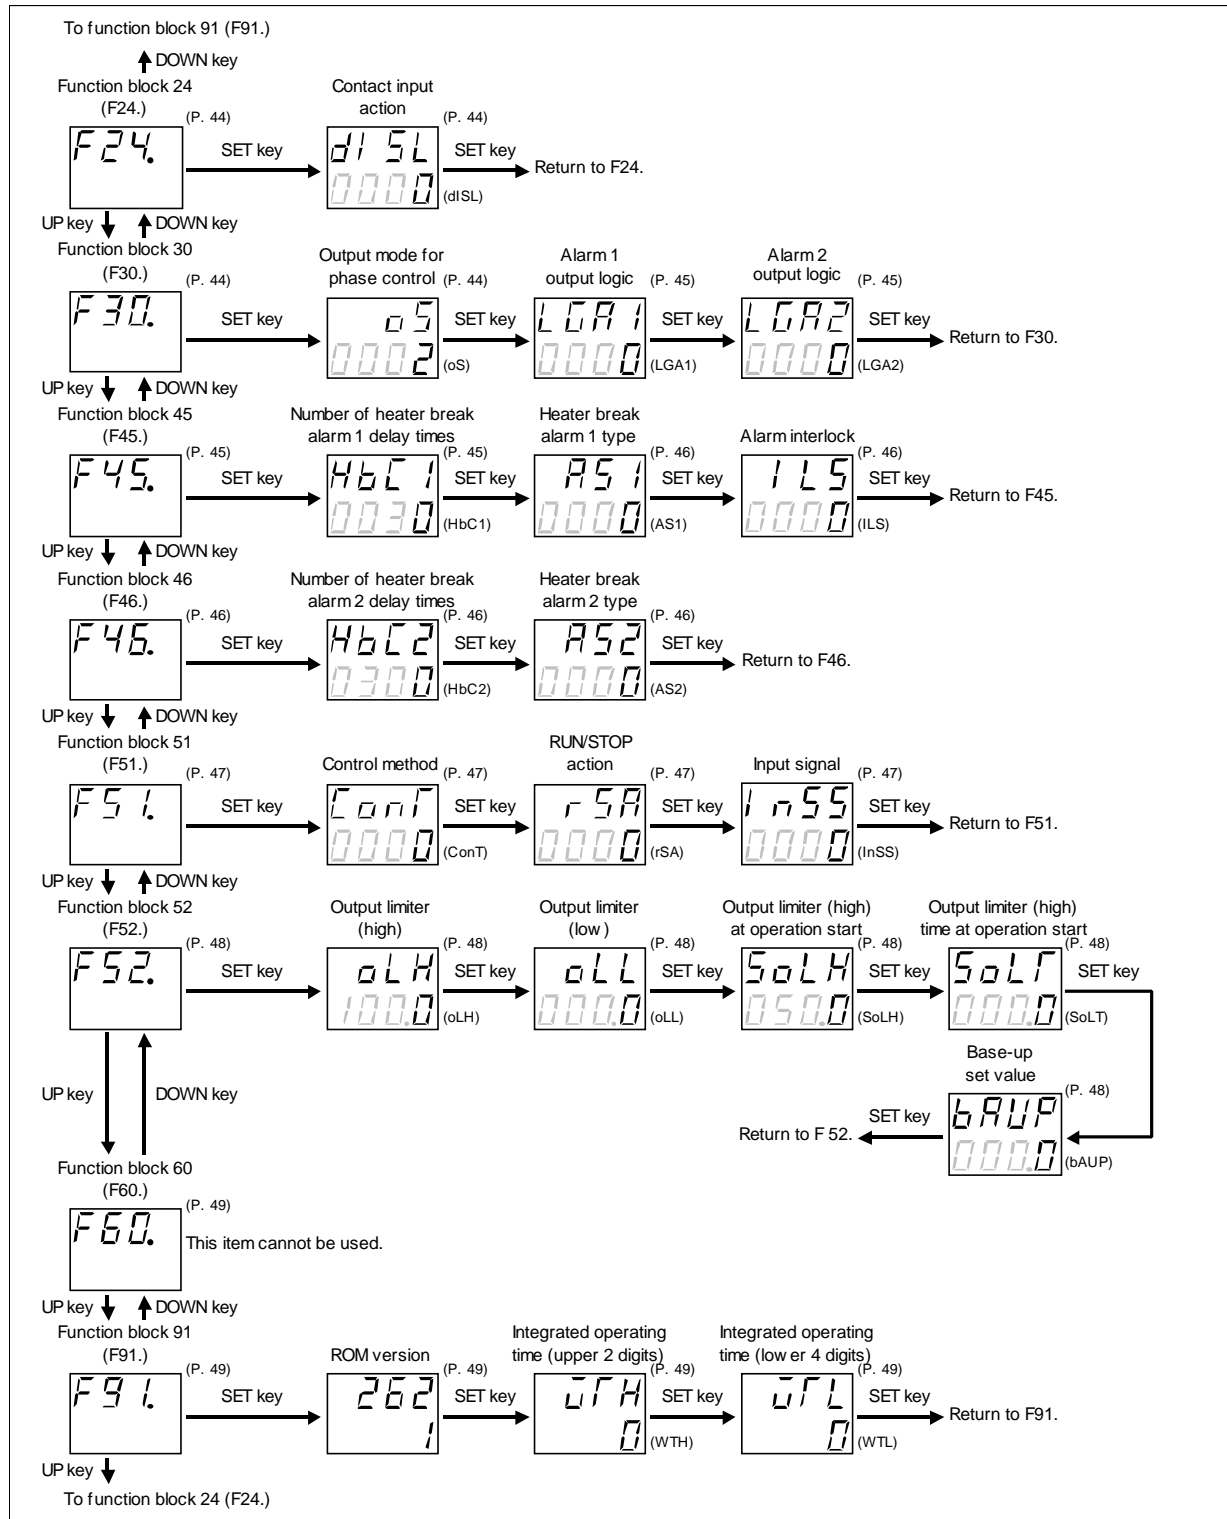 To function block 91 (F91.)
DOWN key
Function block 24
(F24.)
(P. 44)
F24.
SET key
Contact input
action
(P. 44)
dISL
0000
(dISL)
SET key
Return to F24.
UP key
DOWN key
Function block 30
(F30.)
(P. 44)
F30.
SET key
Output mode for
phase control
(P. 44)
oS
0002
(oS)
SET key
Alarm 1
output logic
(P. 45)
LGA1
0000
(LGA1)
SET key
Alarm 2
output logic
(P. 45)
LGA2
0000
(LGA2)
SET key
Return to F30.
UP key
DOWN key
Function block 45
(F45.)
(P. 45)
F45.
SET key
Number of heater break
alarm 1 delay times
(P. 45)
HbC1
0030
(HbC1)
SET key
Heater break
alarm 1 type
(P. 46)
AS1
0000
(AS1)
SET key
Alarm interlock
(P. 46)
ILS
0000
(ILS)
SET key
Return to F45.
UP key
DOWN key
Function block 46
(F46.)
(P. 46)
F46.
SET key
Number of heater break
alarm 2 delay times
(P. 46)
HbC2
0300
(HbC2)
SET key
Heater break
alarm 2 type
(P. 46)
AS2
0000
(AS2)
SET key
Return to F46.
UP key
DOWN key
Function block 51
(F51.)
(P. 47)
F51.
SET key
Control method
(P. 47)
ConT
0000
(ConT)
SET key
RUN/STOP
action
(P. 47)
rSA
0000
(rSA)
SET key
Input signal
(P. 47)
InSS
0000
(InSS)
SET key
Return to F51.
UP key
DOWN key
Function block 52
(F52.)
(P. 48)
F52.
SET key
Output limiter
(high)
(P. 48)
oLH
100.0
(oLH)
SET key
Output limiter
(low)
(P. 48)
oLL
000.0
(oLL)
SET key
Output limiter (high)
at operation start
(P. 48)
SoLH
050.0
(SoLH)
SET key
Output limiter (high)
time at operation start
(P. 48)
SoLT
000.0
(SoLT)
SET key
Base-up
set value
(P. 48)
bAUP
000.0
(bAUP)
SET key
Return to F 52.
UP key
DOWN key
Function block 60
(F60.)
(P. 49)
F60.
This item cannot be used.
UP key
DOWN key
Function block 91
(F91.)
(P. 49)
F91.
SET key
ROM version
(P. 49)
262
1
SET key
Integrated operating
time (upper 2 digits)
(P. 49)
WTH
0
(WTH)
SET key
Integrated operating
time (lower 4 digits)
(P. 49)
WTL
0
(WTL)
SET key
Return to F91.
UP key
To function block 24 (F24.)